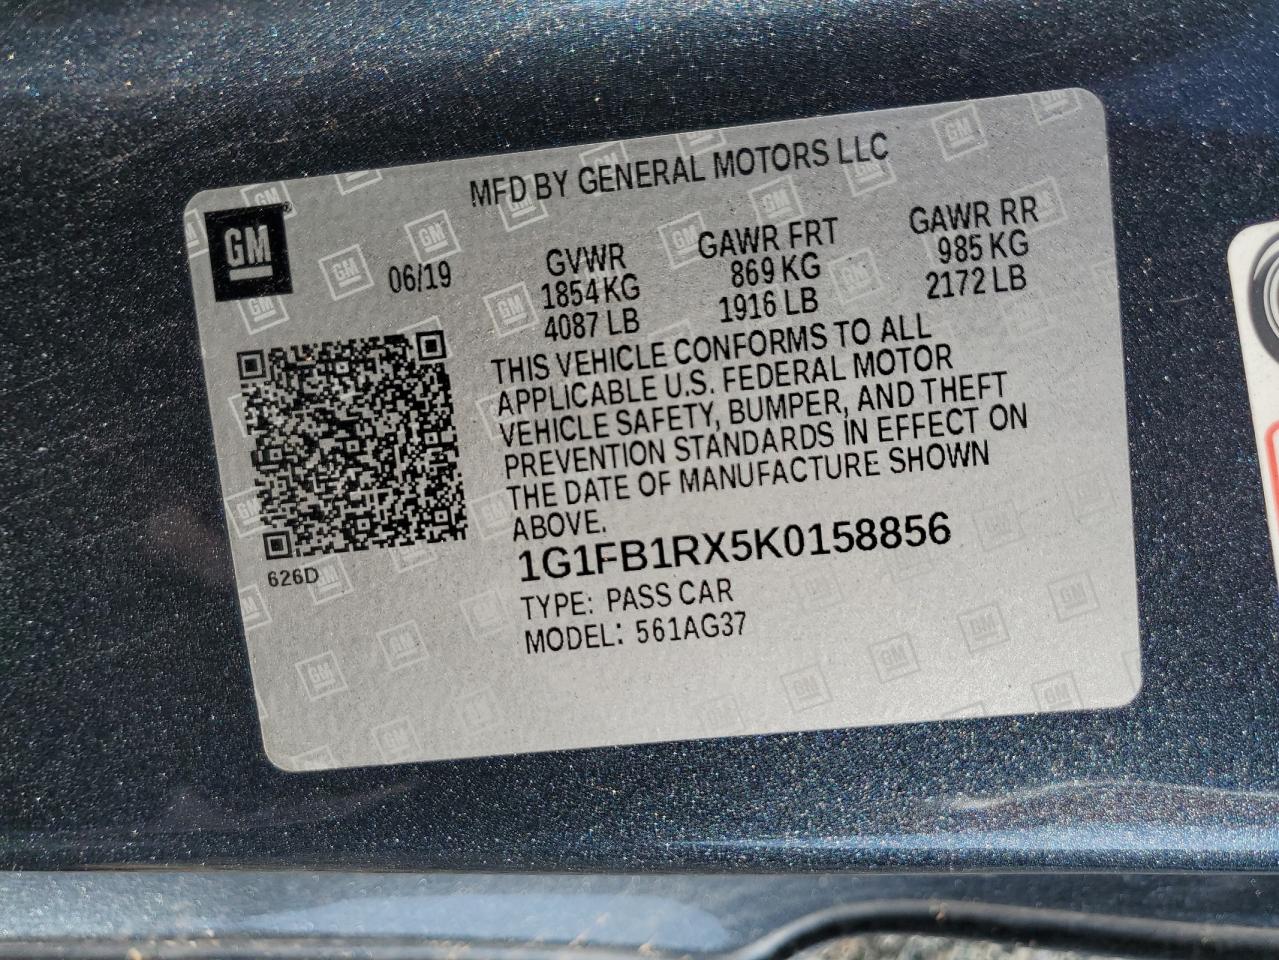 MFD BY GENERAL MOTORS LLC
GM
06/19
GVWR
1854 KG
4087 LB
GAWR FRT
869 KG
1916 LB
GAWR RR
985 KG
2172 LB
THIS VEHICLE CONFORMS TO ALL
APPLICABLE U.S. FEDERAL MOTOR
VEHICLE SAFETY, BUMPER, AND THEFT
PREVENTION STANDARDS IN EFFECT ON
THE DATE OF MANUFACTURE SHOWN
ABOVE.
1G1FB1RX5K0158856
626D
TYPE: PASS CAR
MODEL: 561AG37